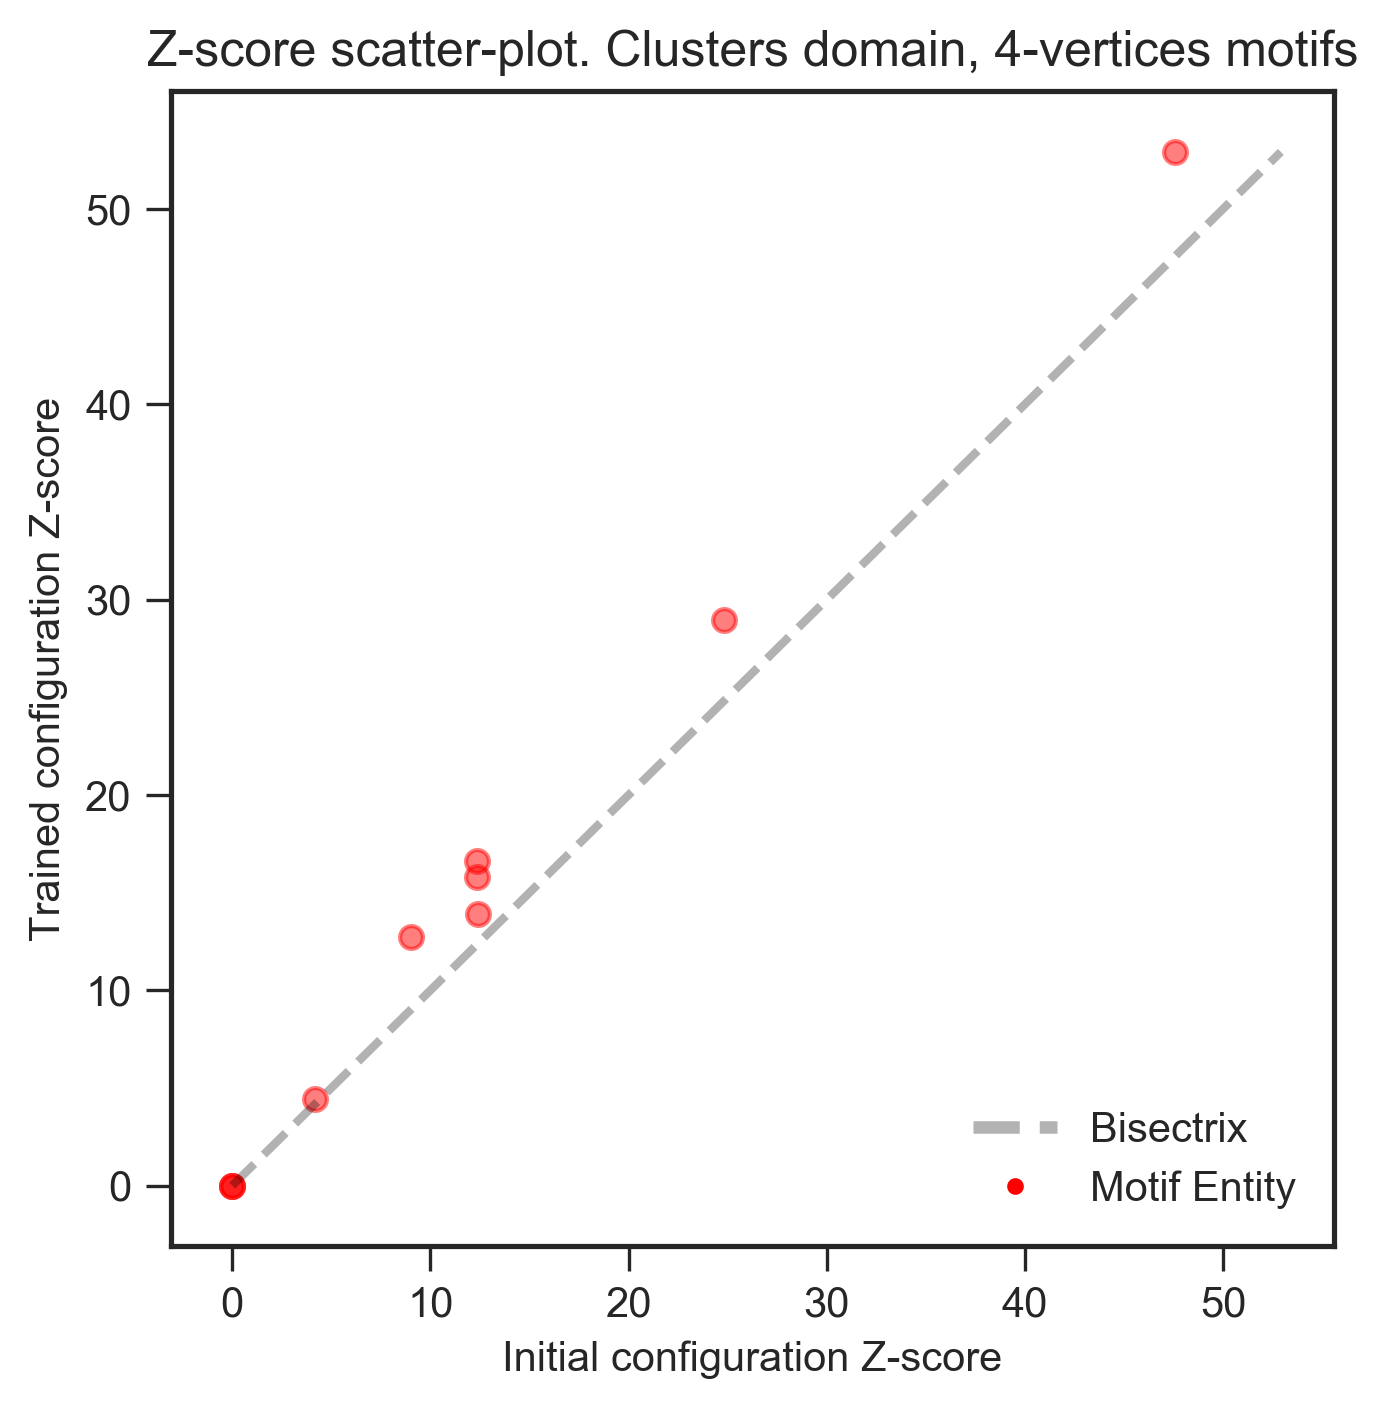 Z-score scatter-plot. Clusters domain, 4-vertices motifs
Trained configuration Z-score
50
40
30
20
10
0
Bisectrix
Motif Entity
0 10 20 30 40 50
Initial configuration Z-score